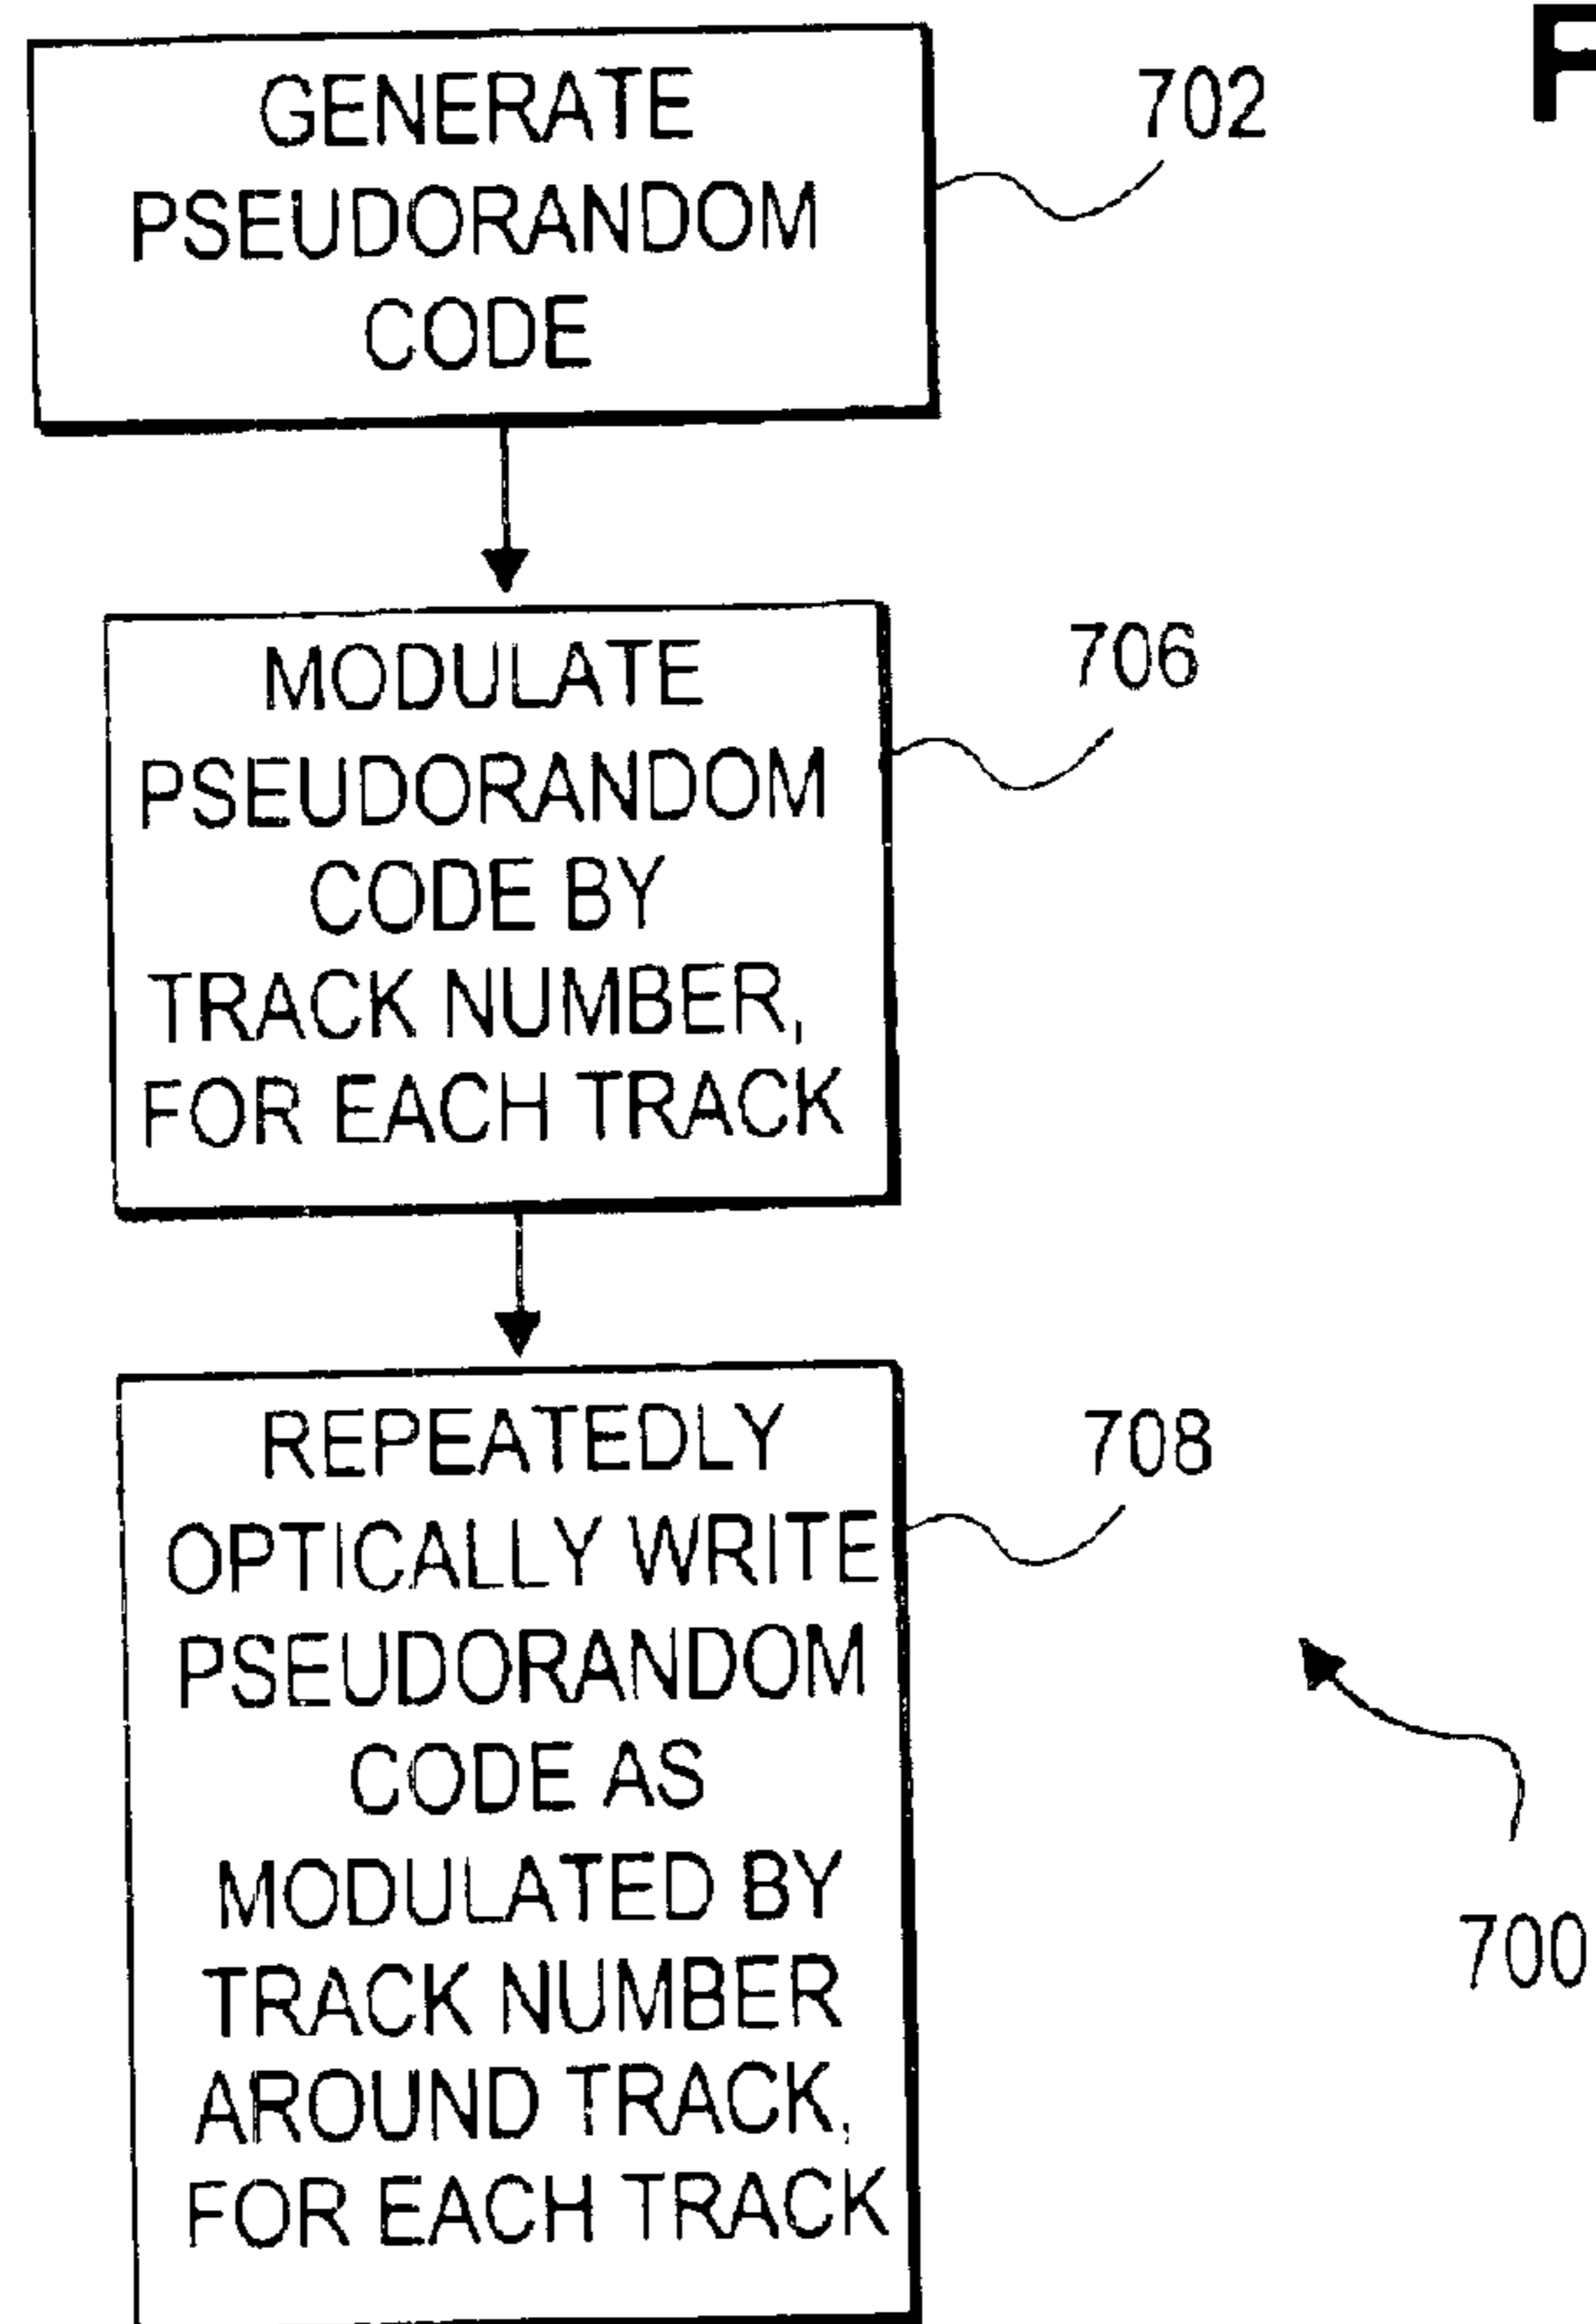 F
GENERATE
PSEUDORANDOM
CODE
702
MODULATE
PSEUDORANDOM
CODE BY
TRACK NUMBER,
FOR EACH TRACK
706
REPEATEDLY
OPTICALLY WRITE
PSEUDORANDOM
CODE AS
MODULATED BY
TRACK NUMBER
AROUND TRACK,
FOR EACH TRACK
708
700